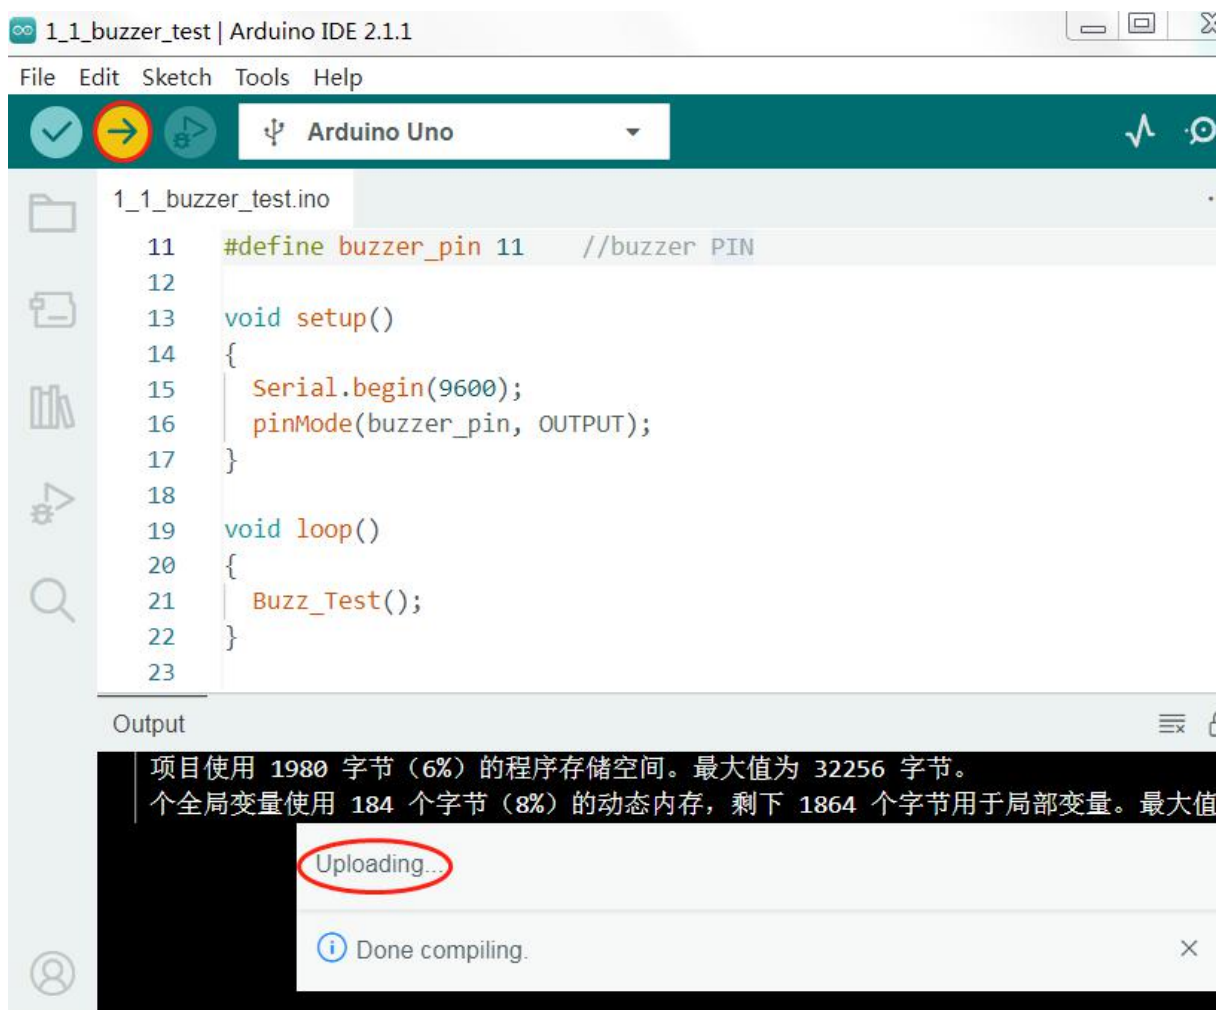 1_1_buzzer_test | Arduino IDE 2.1.1
File Edit Sketch Tools Help
Arduino Uno
1_1_buzzer_test.ino
11 #define buzzer_pin 11 //buzzer PIN
12
13 void setup()
14 {
15 Serial.begin(9600);
16 pinMode(buzzer_pin, OUTPUT);
17 }
18
19 void loop()
20 {
21 Buzz_Test();
22 }
23
Output
项目使用 1980 字节（6%）的程序存储空间。最大值为 32256 字节。
个全局变量使用 184 个字节（8%）的动态内存，剩下 1864 个字节用于局部变量。最大值
Uploading...
Done compiling.